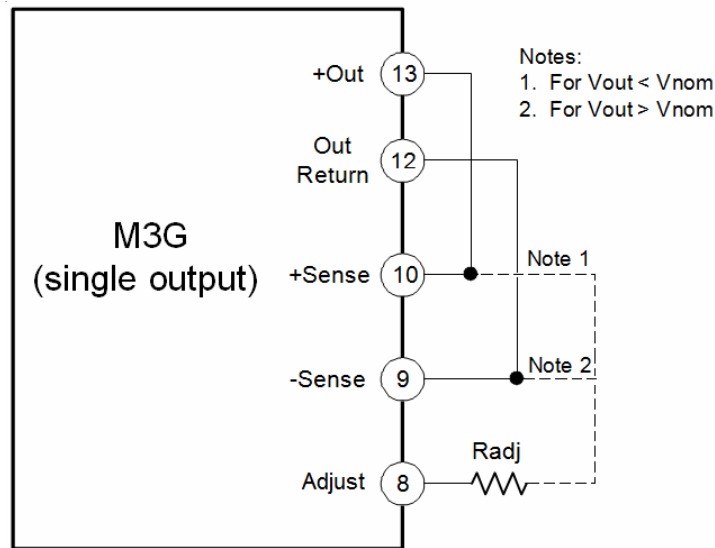 +Out
13
Notes:
1. For Vout < Vnom
2. For Vout > Vnom
Out
Return
12
M3G
(single output)
+Sense
10
Note 1
-Sense
9
Note 2
Adjust
8
Radj